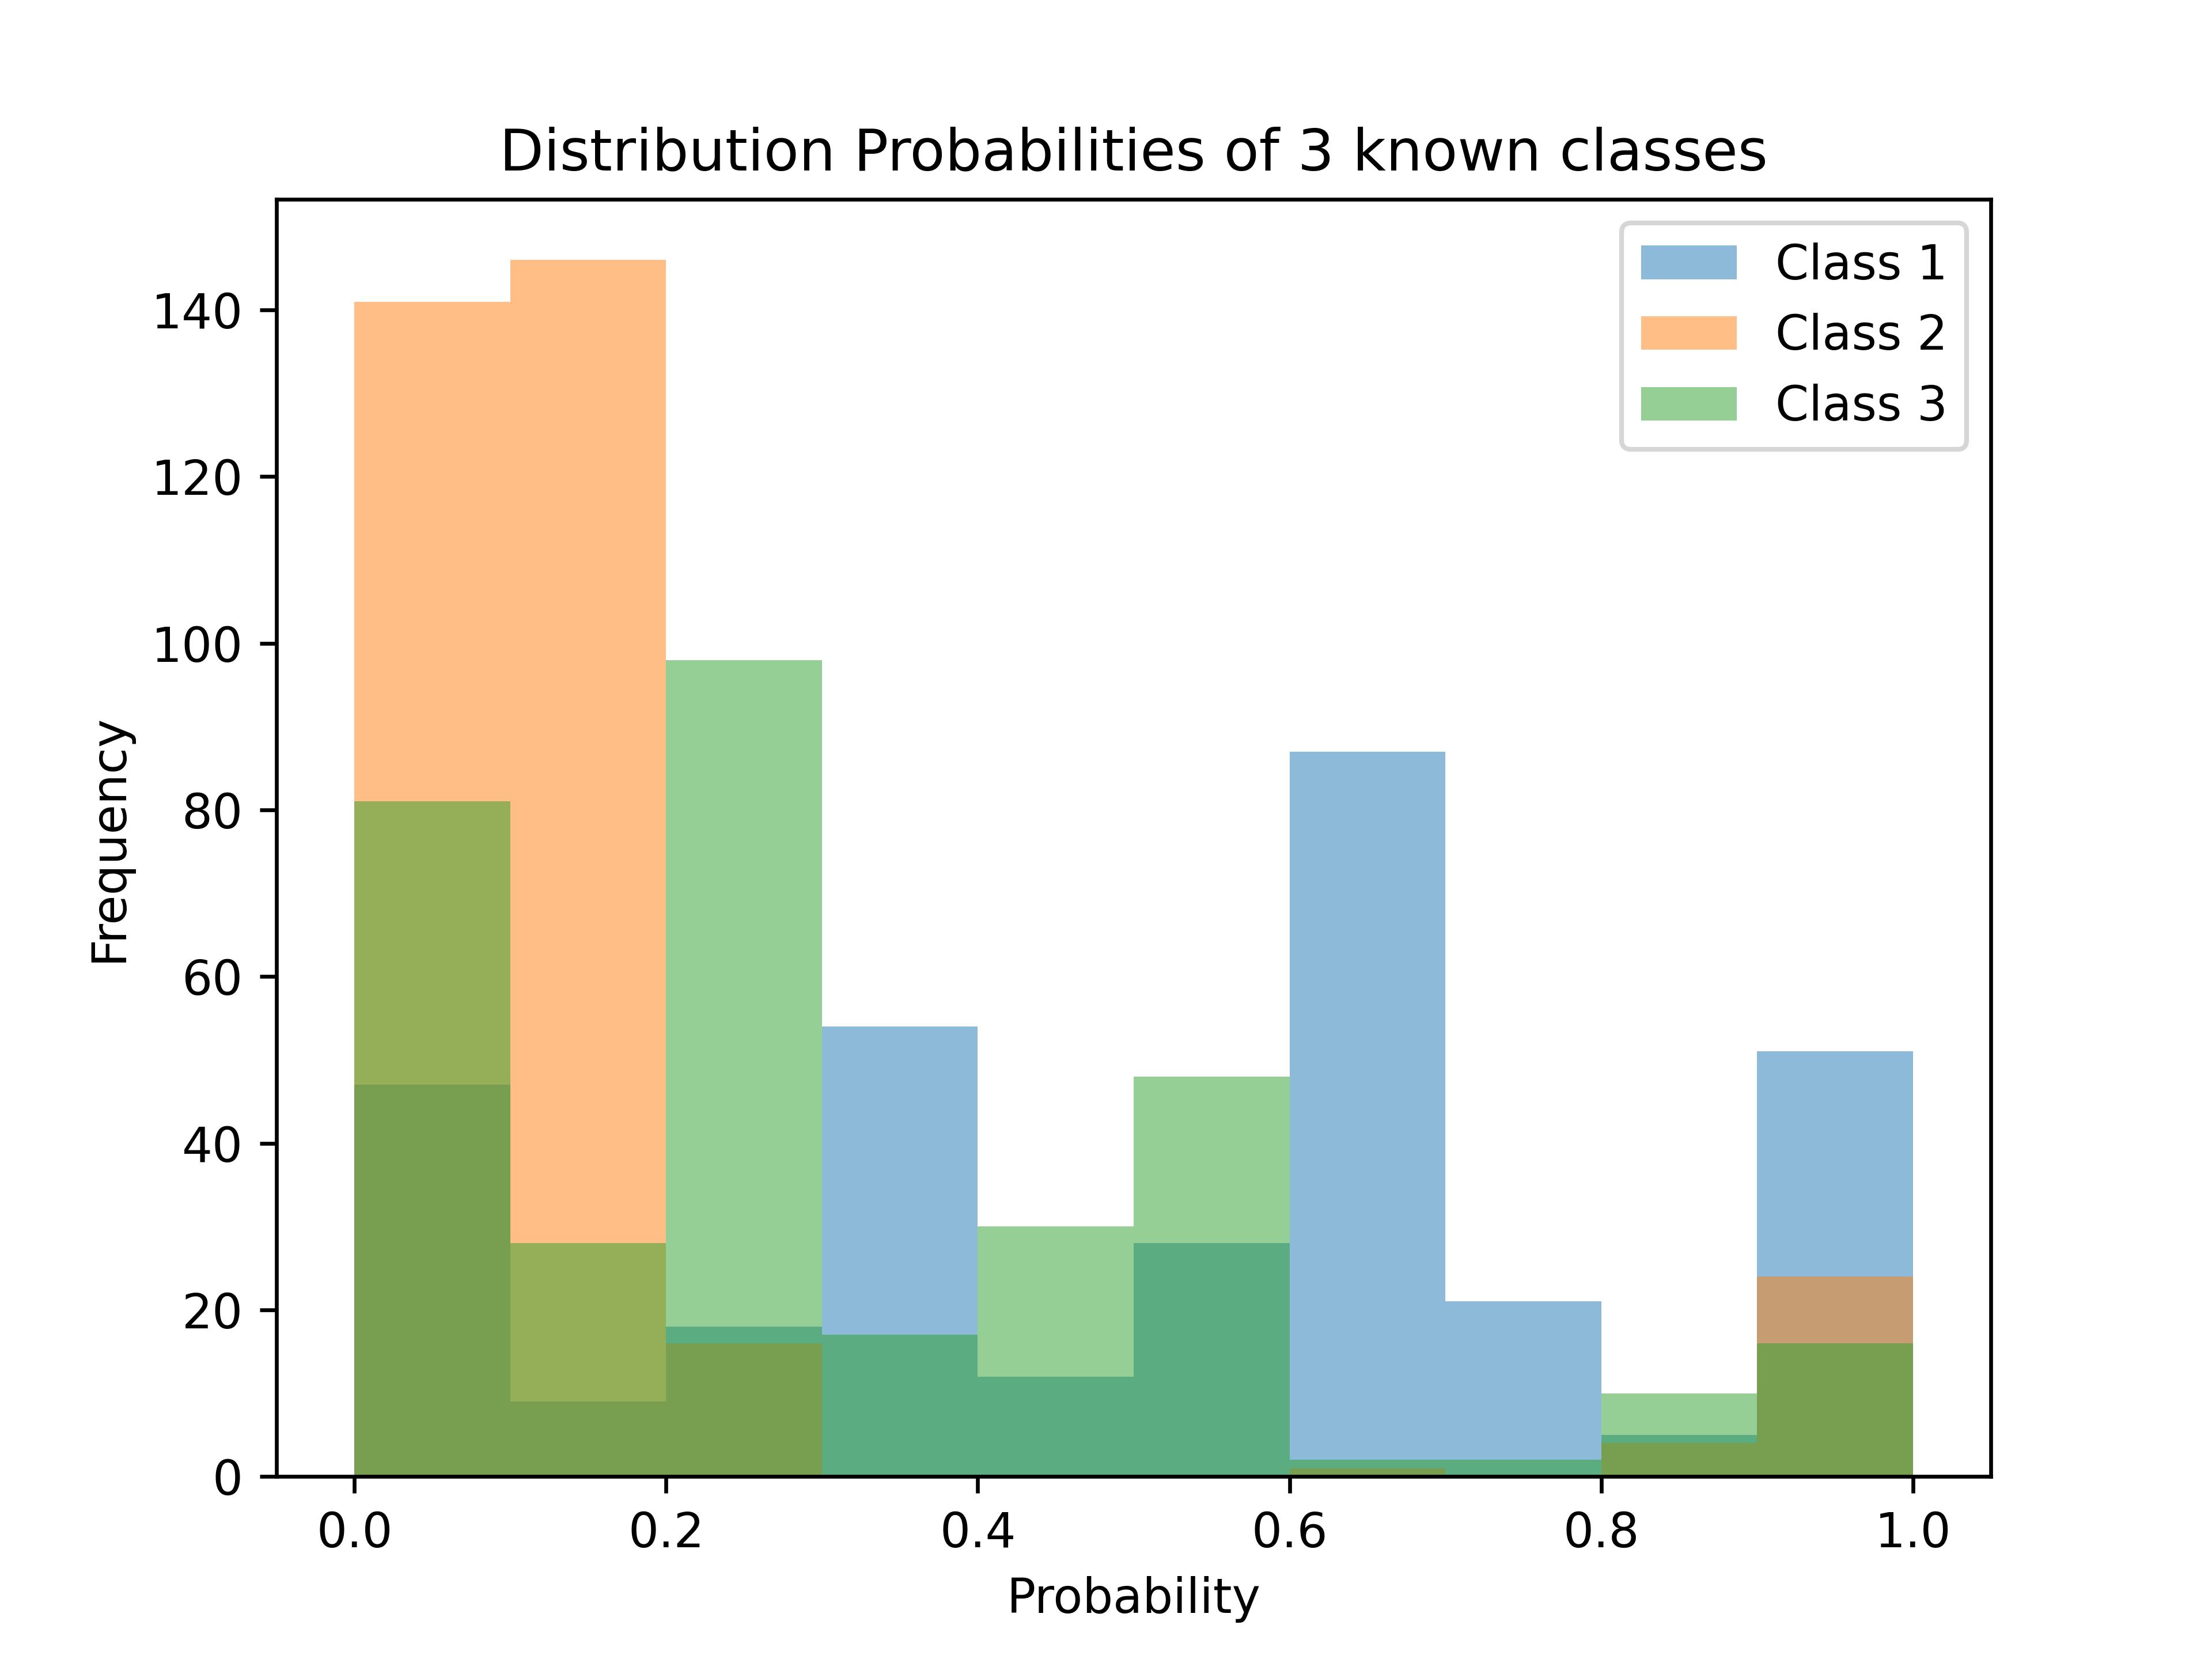 Distribution Probabilities of 3 known classes
Class 1
Class 2
Class 3
140
120
100
80
60
40
20
0
Frequency
0.0 0.2 0.4 0.6 0.8 1.0
Probability